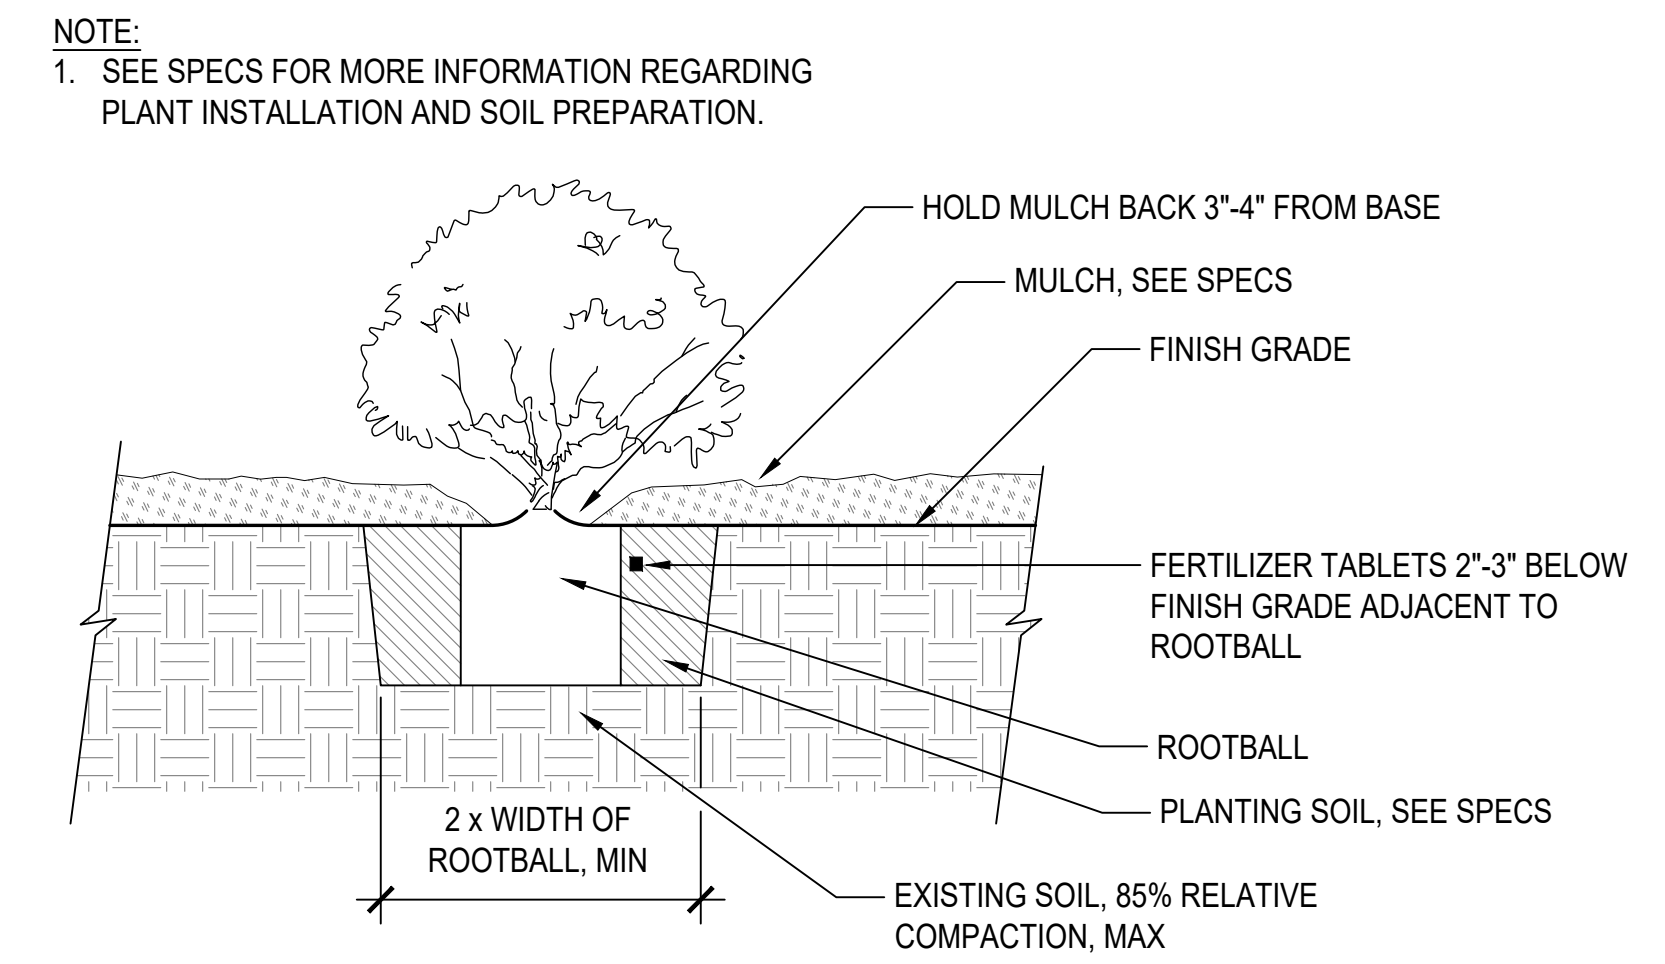 NOTE:
1. SEE SPECS FOR MORE INFORMATION REGARDING
PLANT INSTALLATION AND SOIL PREPARATION.
HOLD MULCH BACK 3"-4" FROM BASE
MULCH, SEE SPECS
FINISH GRADE
FERTILIZER TABLETS 2"-3" BELOW
FINISH GRADE ADJACENT TO
ROOTBALL
ROOTBALL
PLANTING SOIL, SEE SPECS
2 x WIDTH OF
ROOTBALL, MIN
EXISTING SOIL, 85% RELATIVE
COMPACTION, MAX